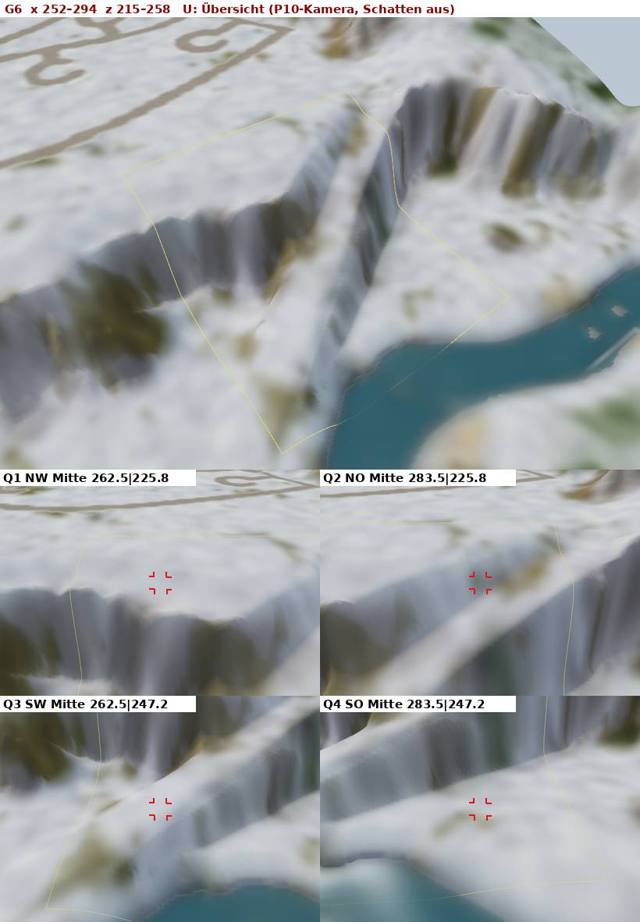 G6 x 252–294 z 215–258 U: Übersicht (P10-Kamera, Schatten aus)
Q1 NW Mitte 262.5|225.8
Q2 NO Mitte 283.5|225.8
Q3 SW Mitte 262.5|247.2
Q4 SO Mitte 283.5|247.2